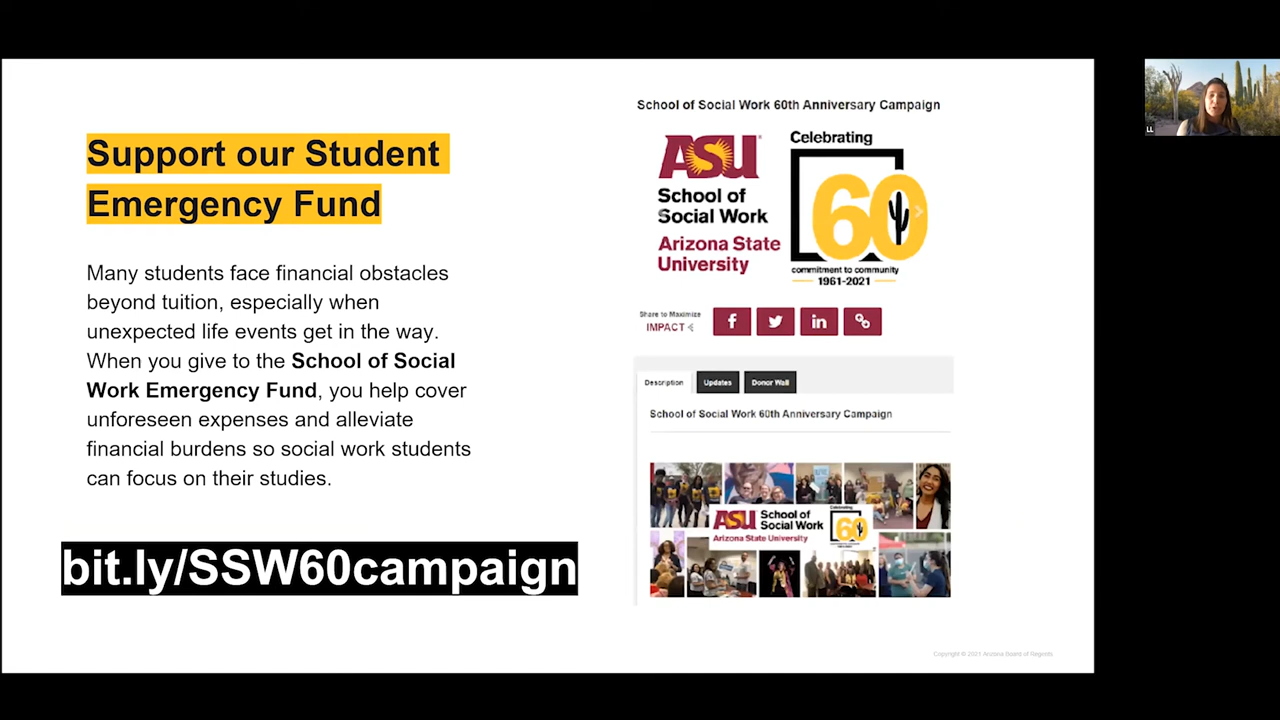 Support our Student
Emergency Fund
Many students face financial obstacles
beyond tuition, especially when
unexpected life events get in the way.
When you give to the School of Social
Work Emergency Fund, you help cover
unforeseen expenses and alleviate
financial burdens so social work students
can focus on their studies.
bit.ly/SSW60campaign
School of Social Work 60th Anniversary Campaign
ASU
School of
Social Work
Arizona State
University
Celebrating
60
commitment to community
1961-2021
Share to Maximize
IMPACT
Description
Updates
Donor Wall
School of Social Work 60th Anniversary Campaign
ASU
School of
Social Work
Arizona State University
Celebrating
60
Copyright © 2021 Arizona Board of Regents